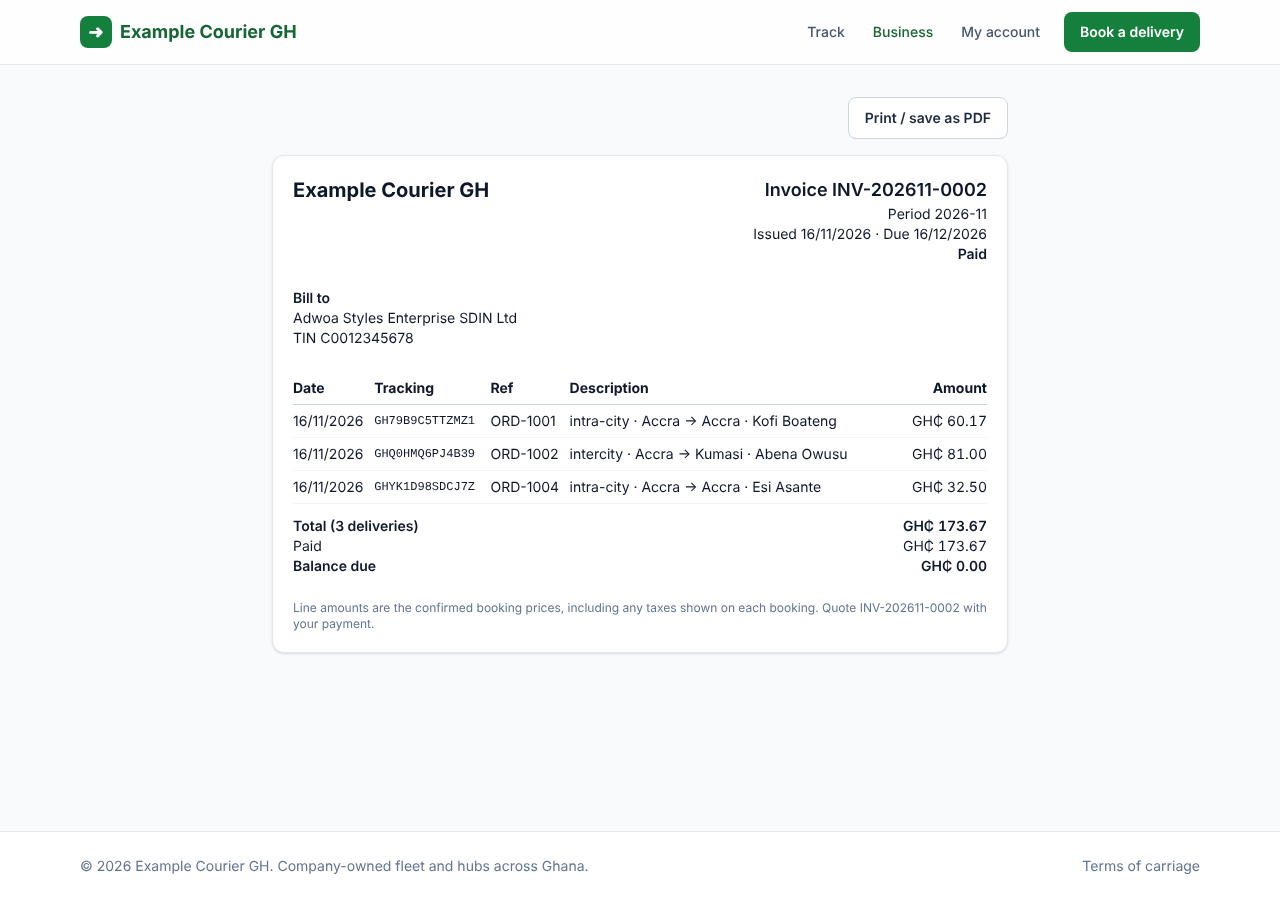 Example Courier GH
Track Business My account Book a delivery
Print / save as PDF
Example Courier GH
Invoice INV-202611-0002
Period 2026-11
Issued 16/11/2026 · Due 16/12/2026
Paid
Bill to
Adwoa Styles Enterprise SDIN Ltd
TIN C0012345678
Date Tracking Ref Description Amount
16/11/2026 GH79B9C5TTZMZ1 ORD-1001 intra-city · Accra → Accra · Kofi Boateng GH₵ 60.17
16/11/2026 GHQ0HMQ6PJ4B39 ORD-1002 intercity · Accra → Kumasi · Abena Owusu GH₵ 81.00
16/11/2026 GHYK1D98SDCJ7Z ORD-1004 intra-city · Accra → Accra · Esi Asante GH₵ 32.50
Total (3 deliveries) GH₵ 173.67
Paid GH₵ 173.67
Balance due GH₵ 0.00
Line amounts are the confirmed booking prices, including any taxes shown on each booking. Quote INV-202611-0002 with
your payment.
© 2026 Example Courier GH. Company-owned fleet and hubs across Ghana. Terms of carriage